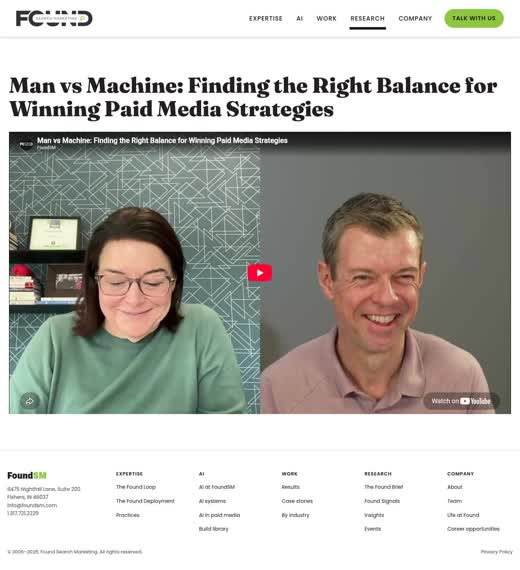 FOUND
SEARCH MARKETING
EXPERTISE
AI
WORK
RESEARCH
COMPANY
TALK WITH US
Man vs Machine: Finding the Right Balance for
Winning Paid Media Strategies
Man vs Machine: Finding the Right Balance for Winning Paid Media Strategies
FoundSM
Watch on YouTube
FoundSM
6475 Nightfall Lane, Suite 200
Fishers, IN 46037
info@foundsm.com
1.317.721.2229
EXPERTISE
The Found Loop
The Found Deployment
Practices
AI
AI at FoundSM
AI systems
AI in paid media
Build library
WORK
Results
Case stories
By industry
RESEARCH
The Found Brief
Found Signals
Insights
Events
COMPANY
About
Team
Life at Found
Career opportunities
© 2006–2026, Found Search Marketing. All rights reserved.
Privacy Policy